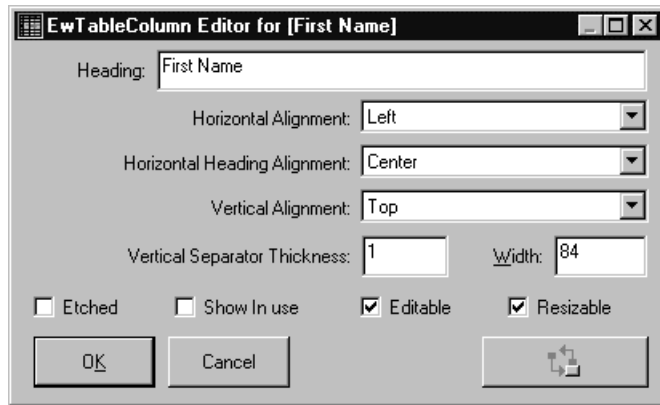 EwTableColumn Editor for [First Name]
Heading: First Name
Horizontal Alignment: Left
Horizontal Heading Alignment: Center
Vertical Alignment: Top
Vertical Separator Thickness: 1 Width: 84
Etched Show In use Editable Resizable
OK Cancel